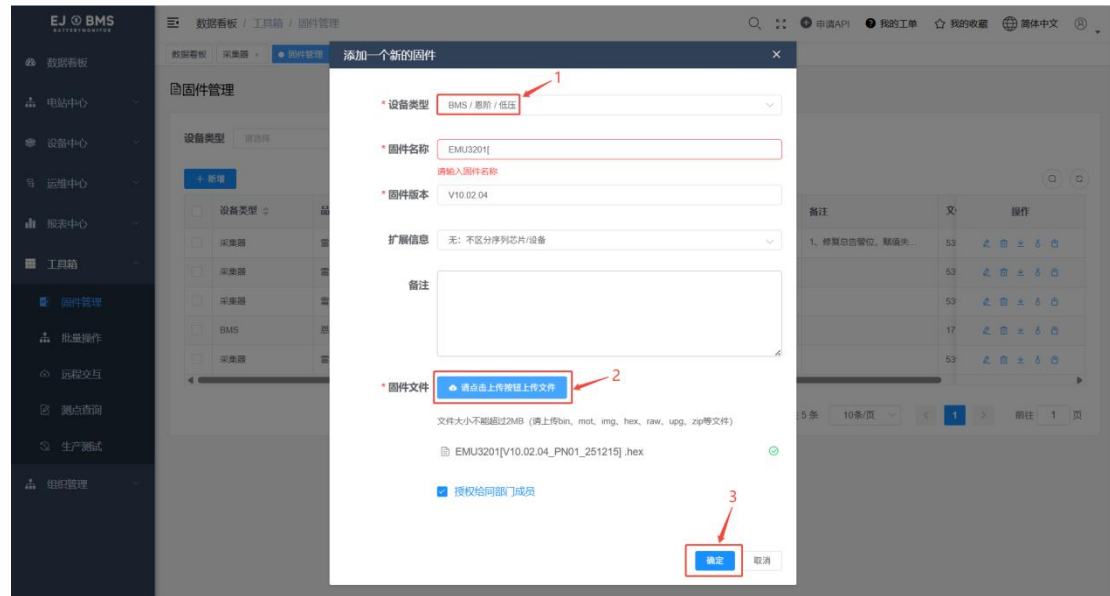 EJ BMS
BATTERYMONITOR
数据看板 / 工具箱 / 固件管理
申请API
我的工单
我的收藏
简体中文
数据看板
采集器
固件管理
数据看板
电站中心
设备中心
运维中心
报表中心
工具箱
固件管理
批量操作
远程交互
测点查询
生产测试
组织管理
固件管理
设备类型 请选择
+ 新增
设备类型 品 备注 文 操作
采集器 雷 1、修复总告警位，赋值失... 53
采集器 雷 53
采集器 雷 53
BMS 恩 17
采集器 雷 53
5 条 10条/页 1 前往 1 页
添加一个新的固件
1
* 设备类型 BMS / 恩阶 / 低压
* 固件名称 EMU3201[
请输入固件名称
* 固件版本 V10.02.04
扩展信息 无：不区分序列芯片/设备
备注
2
* 固件文件 请点击上传按钮上传文件
文件大小不能超过2MB（请上传bin、mot、img、hex、raw、upg、zip等文件）
EMU3201[V10.02.04_PN01_251215] .hex
授权给同部门成员
3
确定 取消